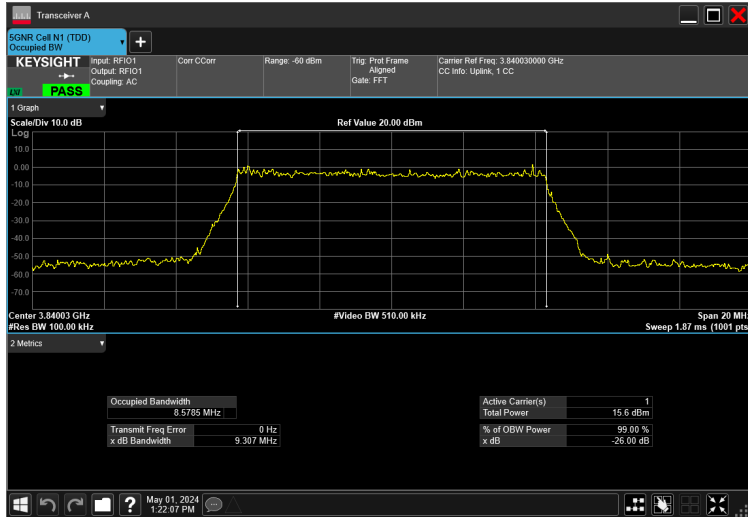 Transceiver A
5GNR Cell N1 (TDD)
Occupied BW
KEYSIGHT
PASS
Input: RFIO1
Output: RFIO1
Coupling: AC
Corr CCorr
Range: -60 dBm
Trig: Prot Frame
Aligned
Gate: FFT
Carrier Ref Freq: 3.840030000 GHz
CC Info: Uplink, 1 CC
1 Graph
Scale/Div 10.0 dB
Ref Value 20.00 dBm
Log
10.0
0.00
-10.0
-20.0
-30.0
-40.0
-50.0
-60.0
-70.0
Center 3.84003 GHz
#Video BW 510.00 kHz
Span 20 MH
#Res BW 100.00 kHz
Sweep 1.87 ms (1001 pts
2 Metrics
Occupied Bandwidth
8.5785 MHz
Transmit Freq Error 0 Hz
x dB Bandwidth 9.307 MHz
Active Carrier(s) 1
Total Power 15.6 dBm
% of OBW Power 99.00 %
x dB -26.00 dB
May 01, 2024
1:22:07 PM